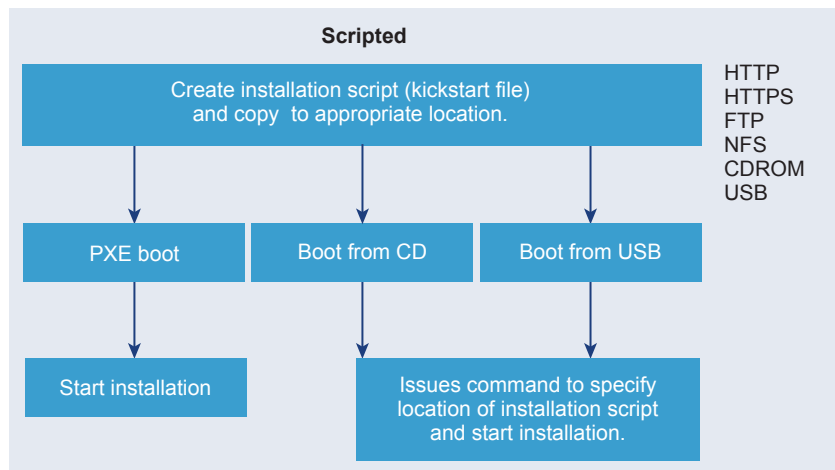 Scripted
Create installation script (kickstart file)
and copy to appropriate location.
HTTP
HTTPS
FTP
NFS
CDROM
USB
PXE boot
Boot from CD
Boot from USB
Start installation
Issues command to specify
location of installation script
and start installation.